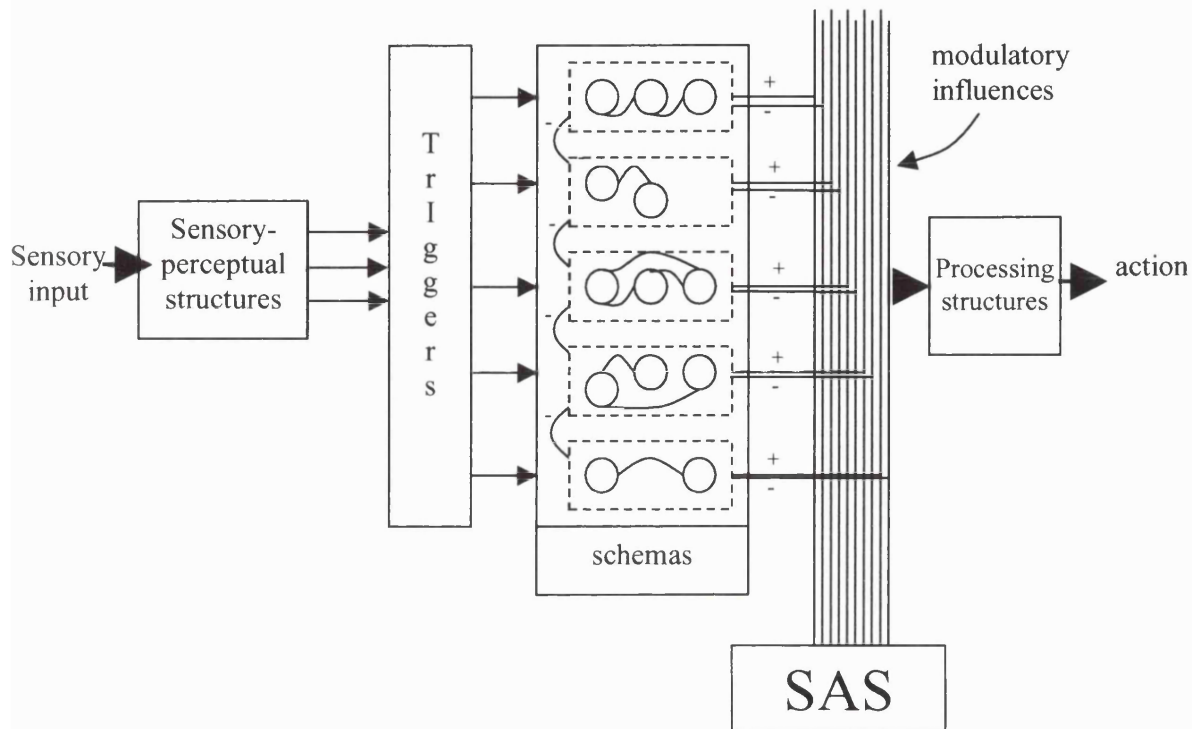 Sensory
input
Sensory-
perceptual
structures
T
r
I
g
g
e
r
s
-
-
-
-
schemas
+
-
+
-
+
-
+
-
+
-
modulatory
influences
Processing
structures
action
SAS